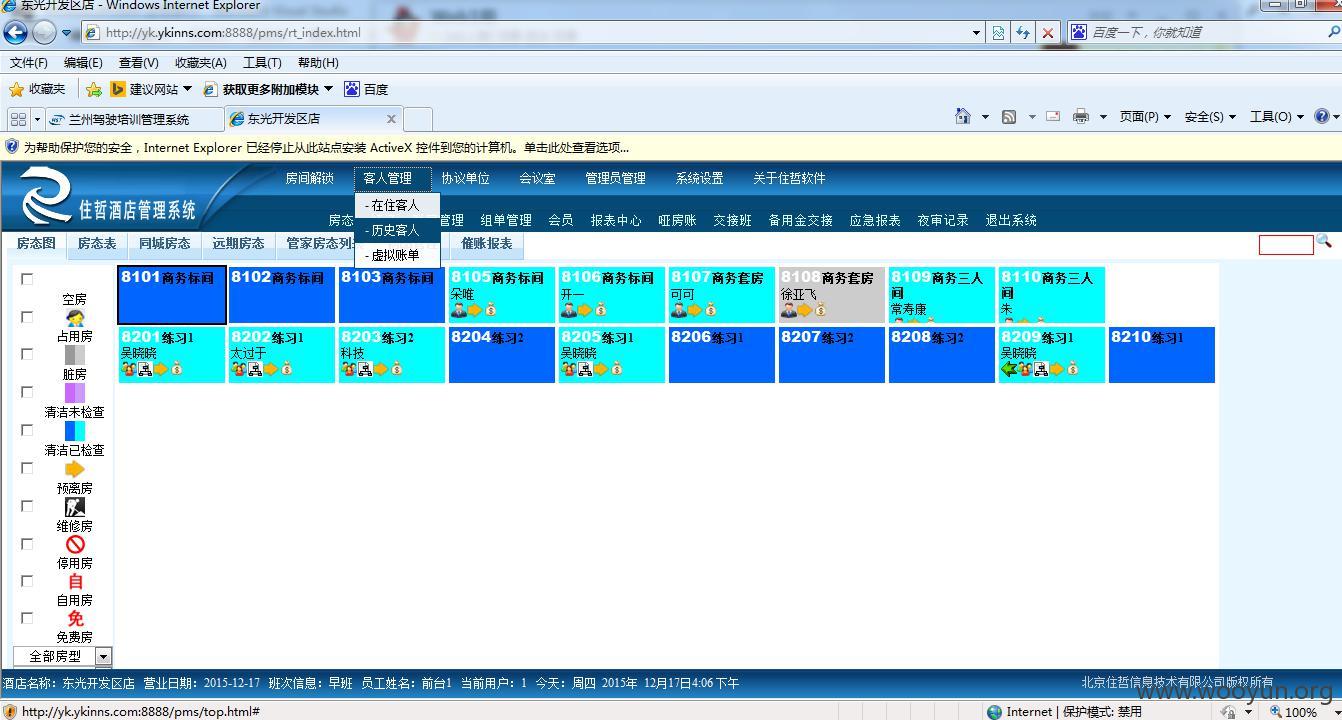 东光开发区店 - Windows Internet Explorer
http://yk.ykinns.com:8888/pms/rt_index.html
百度一下，你就知道
文件(F) 编辑(E) 查看(V) 收藏夹(A) 工具(T) 帮助(H)
收藏夹 建议网站 获取更多附加模块 百度
兰州驾驶培训管理系统 东光开发区店 X 页面(P) 安全(S) 工具(O)
为帮助保护您的安全，Internet Explorer 已经停止从此站点安装 ActiveX 控件到您的计算机。单击此处查看选项...
住哲酒店管理系统
房间解锁 客人管理 协议单位 会议室 管理员管理 系统设置 关于住哲软件
- 在住客人
- 历史客人
- 虚拟账单
房态 管理 组单管理 会员 报表中心 哑房账 交接班 备用金交接 应急报表 夜审记录 退出系统
房态图 房态表 同城房态 远期房态 管家房态列 催账报表
8101商务标间 8102商务标间 8103商务标间 8105商务标间 8106商务标间 8107商务套房 8108商务套房 8109商务三人间 8110商务三人间
朵唯 开一 可可 徐亚飞 常寿康 朱
8201练习1 8202练习1 8203练习2 8204练习2 8205练习1 8206练习1 8207练习2 8208练习2 8209练习1 8210练习1
吴晓晓 太过于 科技 吴晓晓 吴晓晓
空房
占用房
脏房
清洁未检查
清洁已检查
预离房
维修房
停用房
自
自用房
免
免费房
全部房型
酒店名称：东光开发区店 营业日期：2015-12-17 班次信息：早班 员工姓名：前台1 当前用户：1 今天：周四 2015年 12月17日4:06下午
北京住哲信息技术有限公司版权所有
www.wooyun.org
http://yk.ykinns.com:8888/pms/top.html#
Internet | 保护模式: 禁用
100%